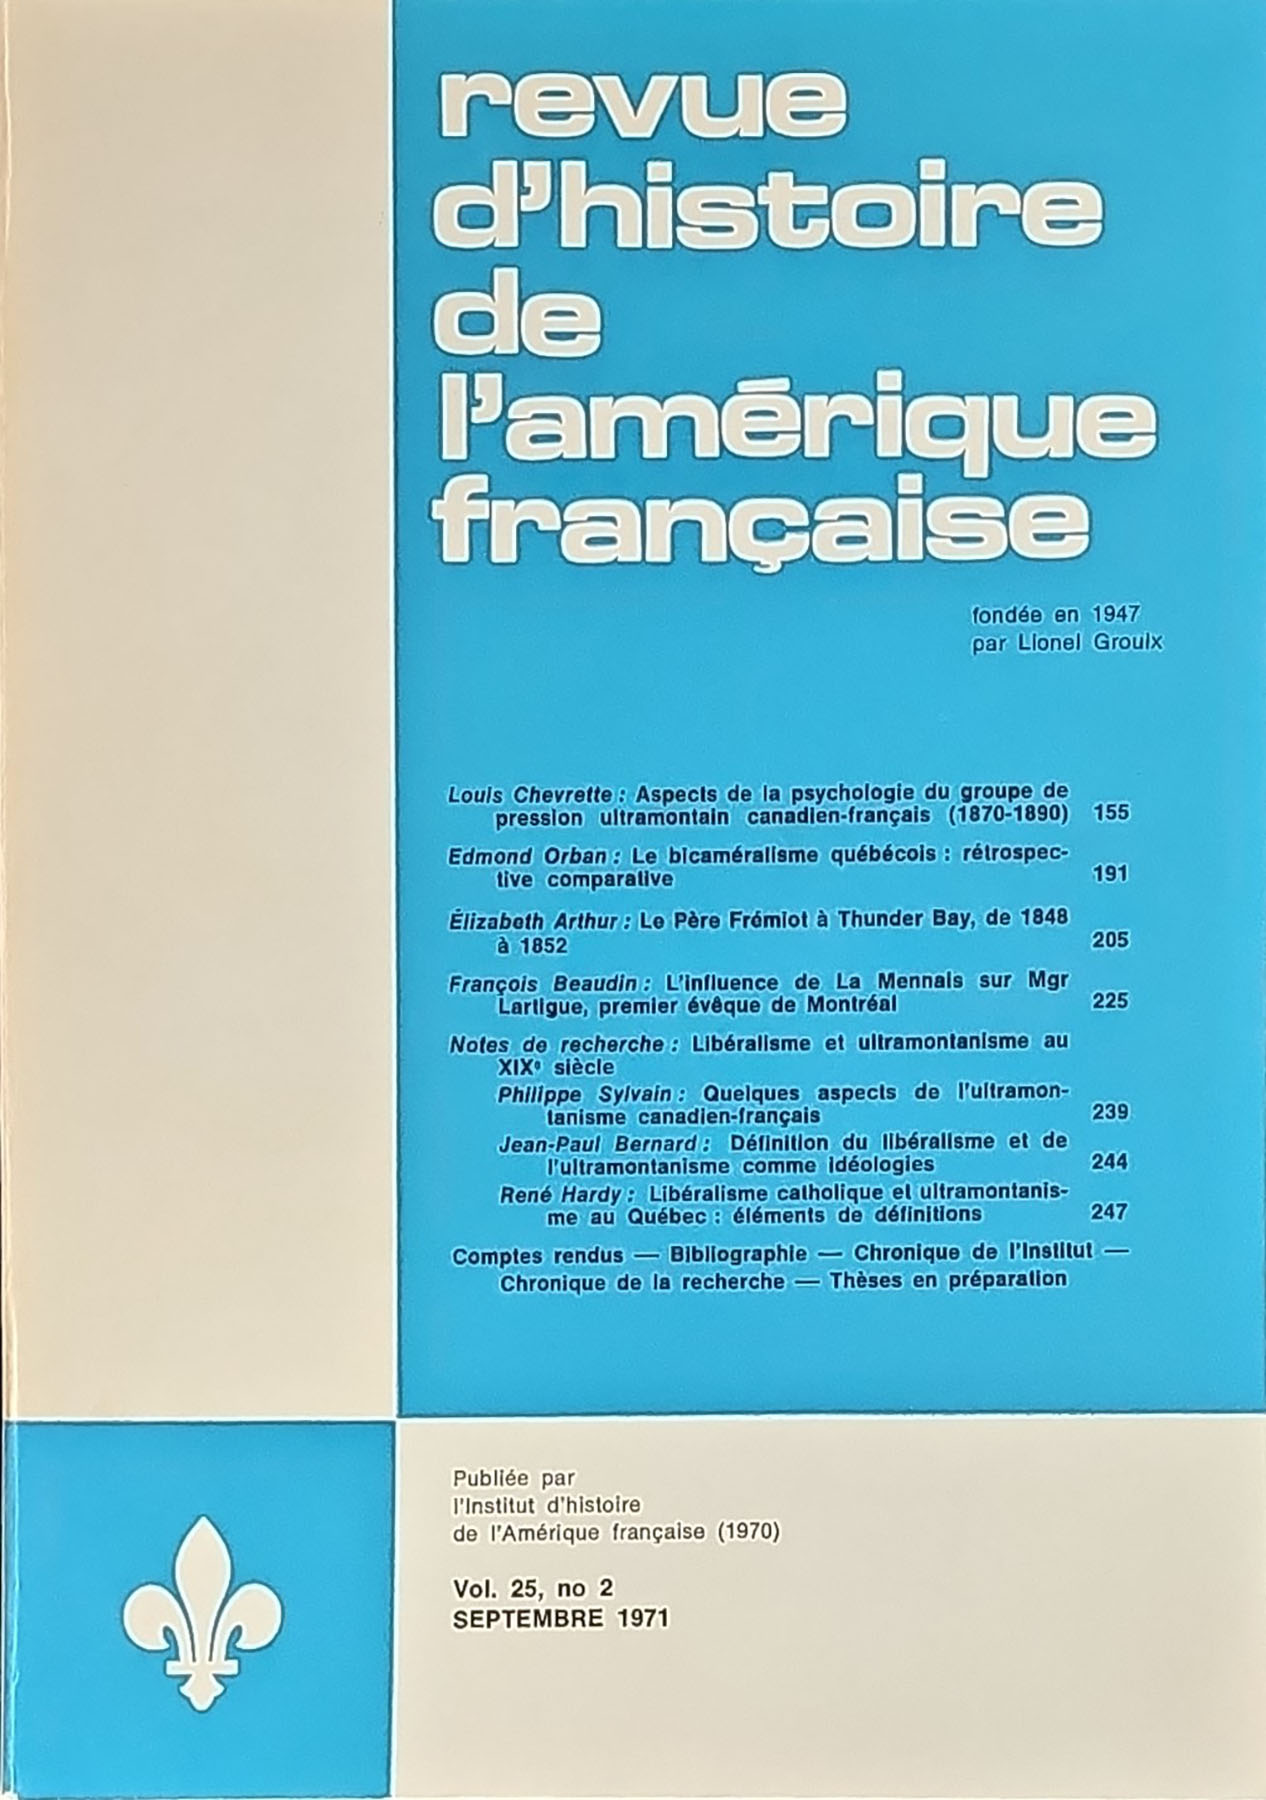 revue
d'histoire
de
l'amérique
française
fondée en 1947
par Lionel Groulx
Louis Chevrette : Aspects de la psychologie du groupe de
pression ultramontain canadien-français (1870-1890) 155
Edmond Orban : Le bicaméralisme québécois : rétrospec-
tive comparative 191
Élizabeth Arthur : Le Père Frémiot à Thunder Bay, de 1848
à 1852 205
François Beaudin : L'influence de La Mennais sur Mgr
Lartigue, premier évêque de Montréal 225
Notes de recherche : Libéralisme et ultramontanisme au
XIXe siècle
Philippe Sylvain : Quelques aspects de l'ultramon-
tanisme canadien-français 239
Jean-Paul Bernard : Définition du libéralisme et de
l'ultramontanisme comme idéologies 244
René Hardy : Libéralisme catholique et ultramontanis-
me au Québec : éléments de définitions 247
Comptes rendus — Bibliographie — Chronique de l'Institut —
Chronique de la recherche — Thèses en préparation
Publiée par
l'Institut d'histoire
de l'Amérique française (1970)
Vol. 25, no 2
SEPTEMBRE 1971